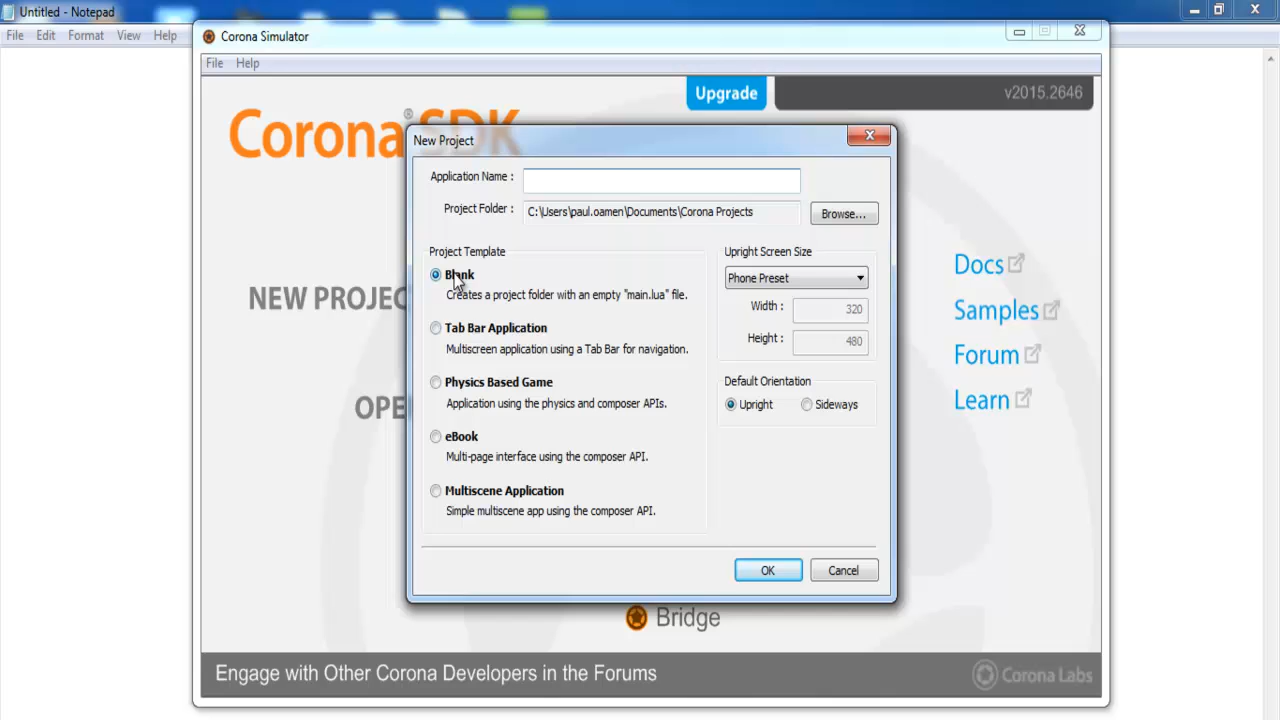 Untitled - Notepad
File Edit Format View Help
Corona Simulator
File Help
Upgrade
v2015.2646
Corona® SDK
New Project
Application Name :
Project Folder : C:\Users\paul.oamen\Documents\Corona Projects Browse...
Project Template
Blank
Creates a project folder with an empty "main.lua" file.
Tab Bar Application
Multiscreen application using a Tab Bar for navigation.
Physics Based Game
Application using the physics and composer APIs.
eBook
Multi-page interface using the composer API.
Multiscene Application
Simple multiscene app using the composer API.
Upright Screen Size
Phone Preset
Width : 320
Height : 480
Default Orientation
Upright Sideways
OK Cancel
NEW PROJEC
OPE
Docs
Samples
Forum
Learn
Bridge
Engage with Other Corona Developers in the Forums
Corona Labs